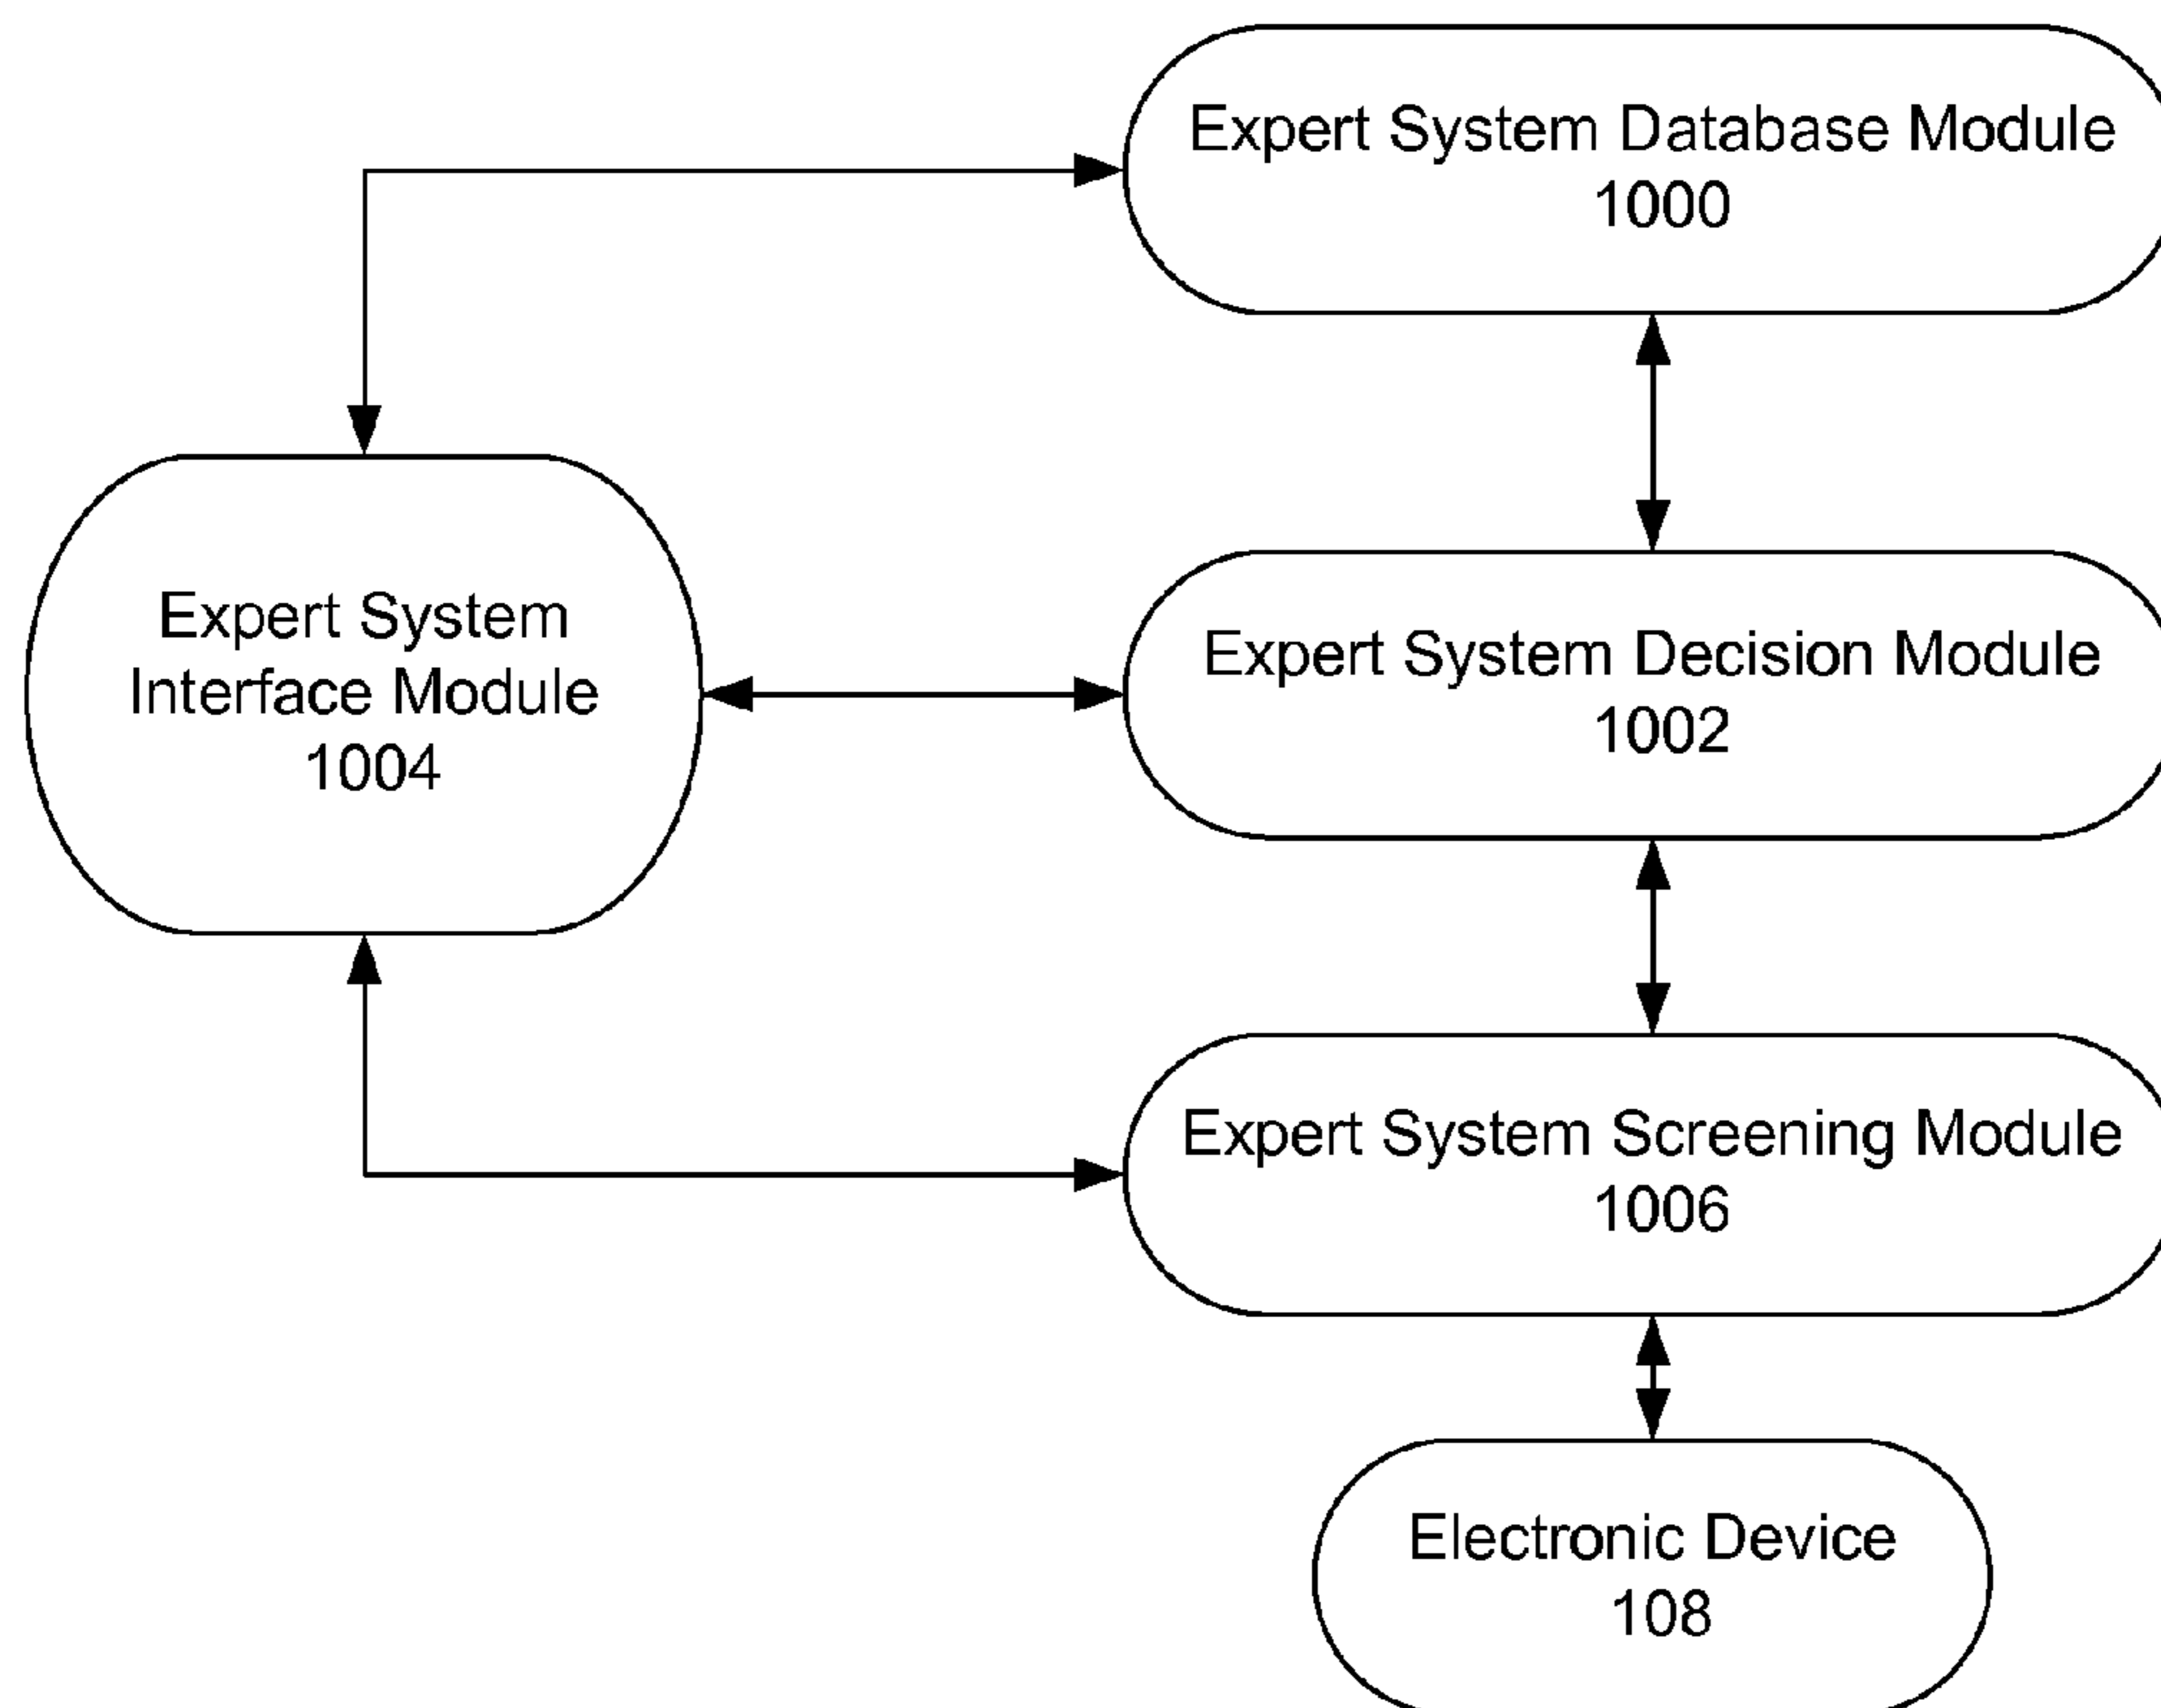 Expert System Database Module
1000
Expert System
Interface Module
1004
Expert System Decision Module
1002
Expert System Screening Module
1006
Electronic Device
108